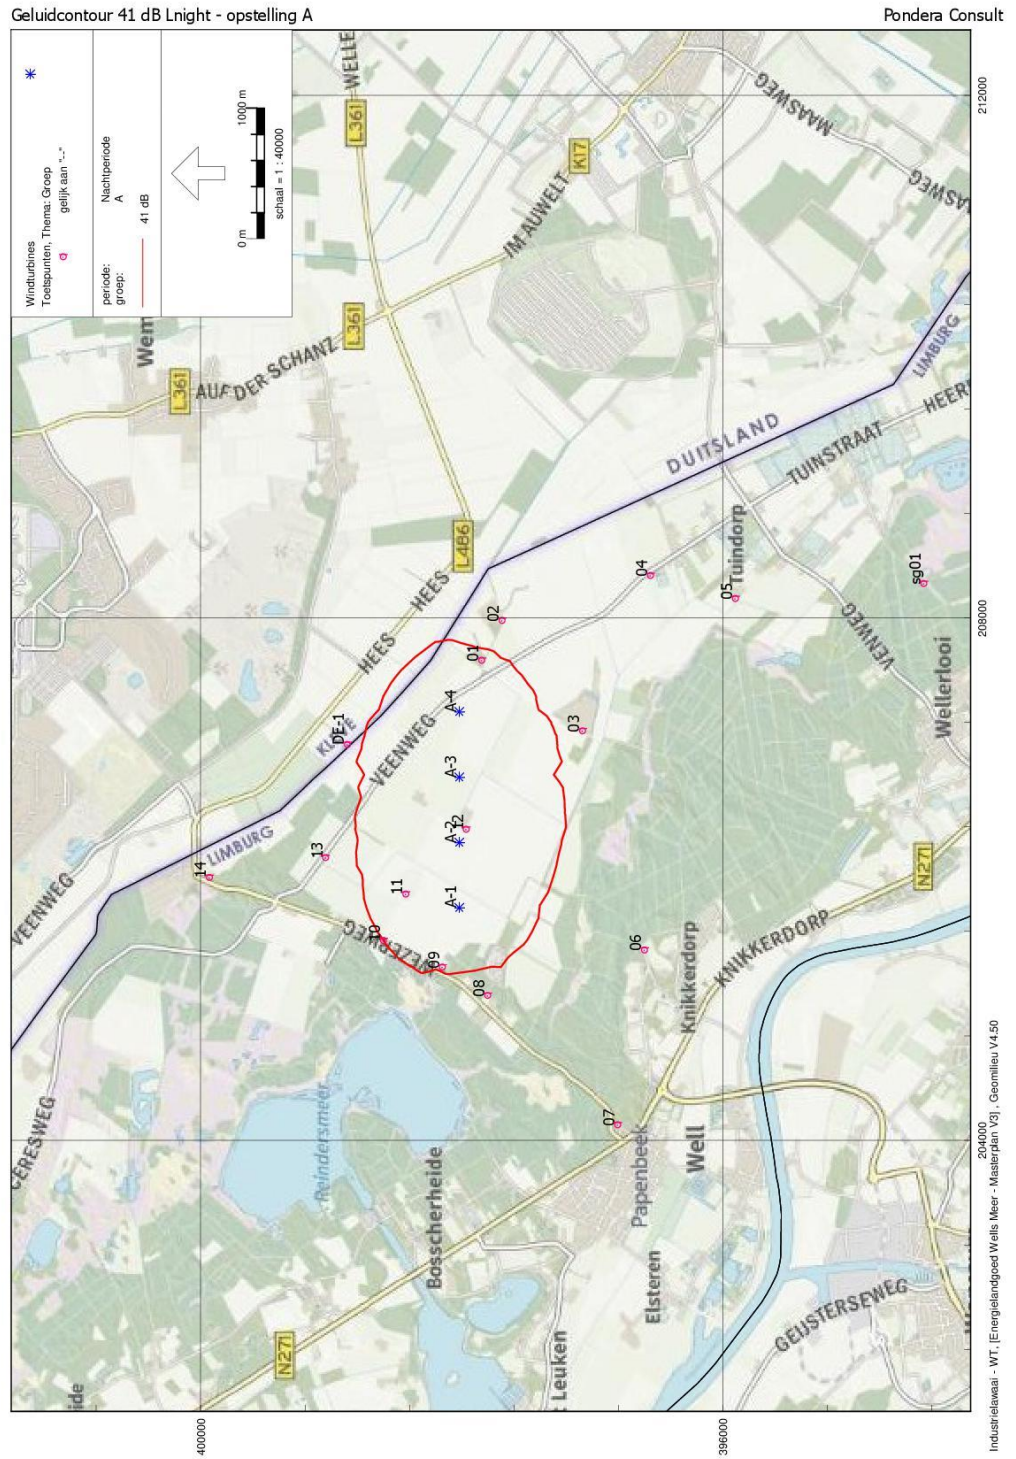 Geluidcontour 41 dB Lnight - opstelling A
Pondera Consult
Windturbines
Toetspunten, Thema: Groep
gelijk aan "--"
periode: Nachtperiode
groep: A
41 dB
0 m 1000 m
schaal = 1 : 40000
WELLE
L361
K17
MAASWEG
MAASWEG
IM AUWELT
L361
L361
Wem
AUF DER SCHANZ
LIMBURG
HEER
DUITSLAND
TUINSTRAAT
L486
HEES
HEES
Tuindorp
VENWEG
Wellerlooi
VEENWEG
VEENWEG
LIMBURG
WEZERWEG
DE-1
01
02
03
04
05
sg01
06
07
08
09
10
11
12
13
14
A-1
A-2
A-3
A-4
N271
KNIKKERDORP
Knikkerdorp
Well
Papenbeek
Reindersmeer
Bosscherheide
CERESWEG
Elsteren
GEIJSTERSEWEG
Leuken
N271
ide
400000
396000
204000
208000
212000
Industrielawaai - WT, [Energielandgoed Wells Meer - Masterplan V3] , Geomilieu V4.50